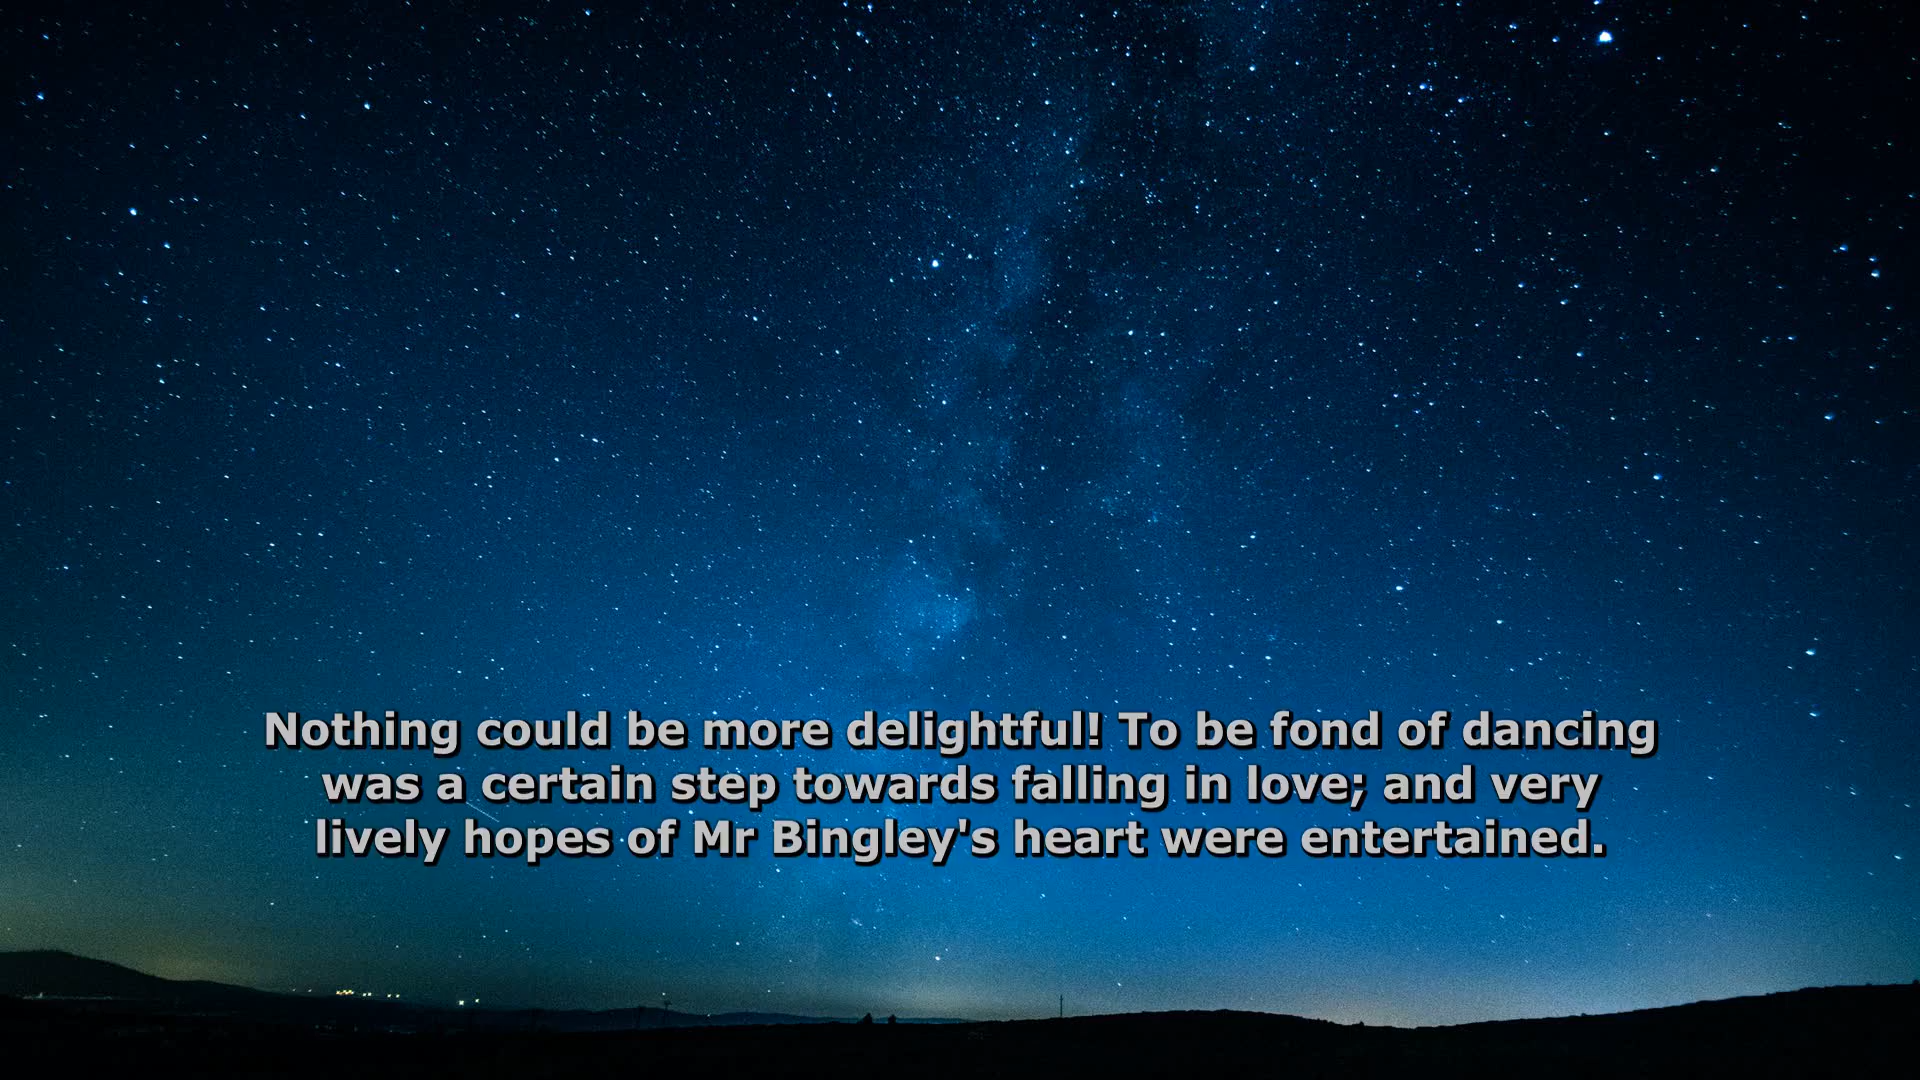 Nothing could be more delightful! To be fond of dancing
was a certain step towards falling in love; and very
lively hopes of Mr Bingley's heart were entertained.